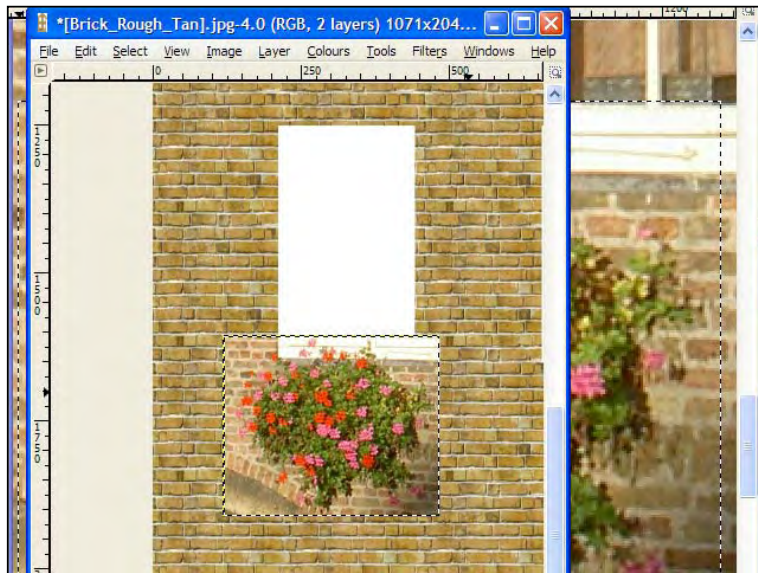 *[Brick_Rough_Tan].jpg-4.0 (RGB, 2 layers) 1071x204...
File Edit Select View Image Layer Colours Tools Filters Windows Help
0 250 500
1250
1500
1750